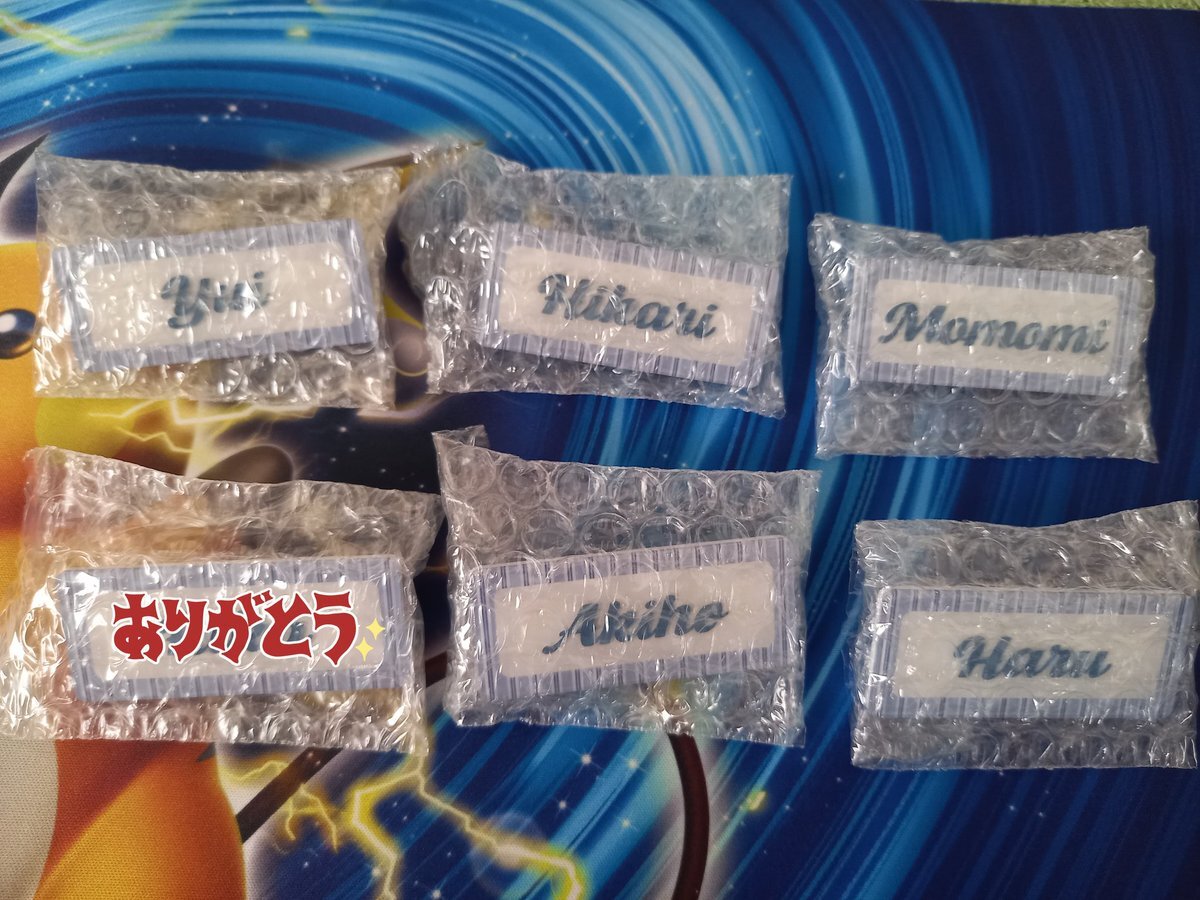 Yui
Hikari
Momomi
ありがとう
Akiho
Haru